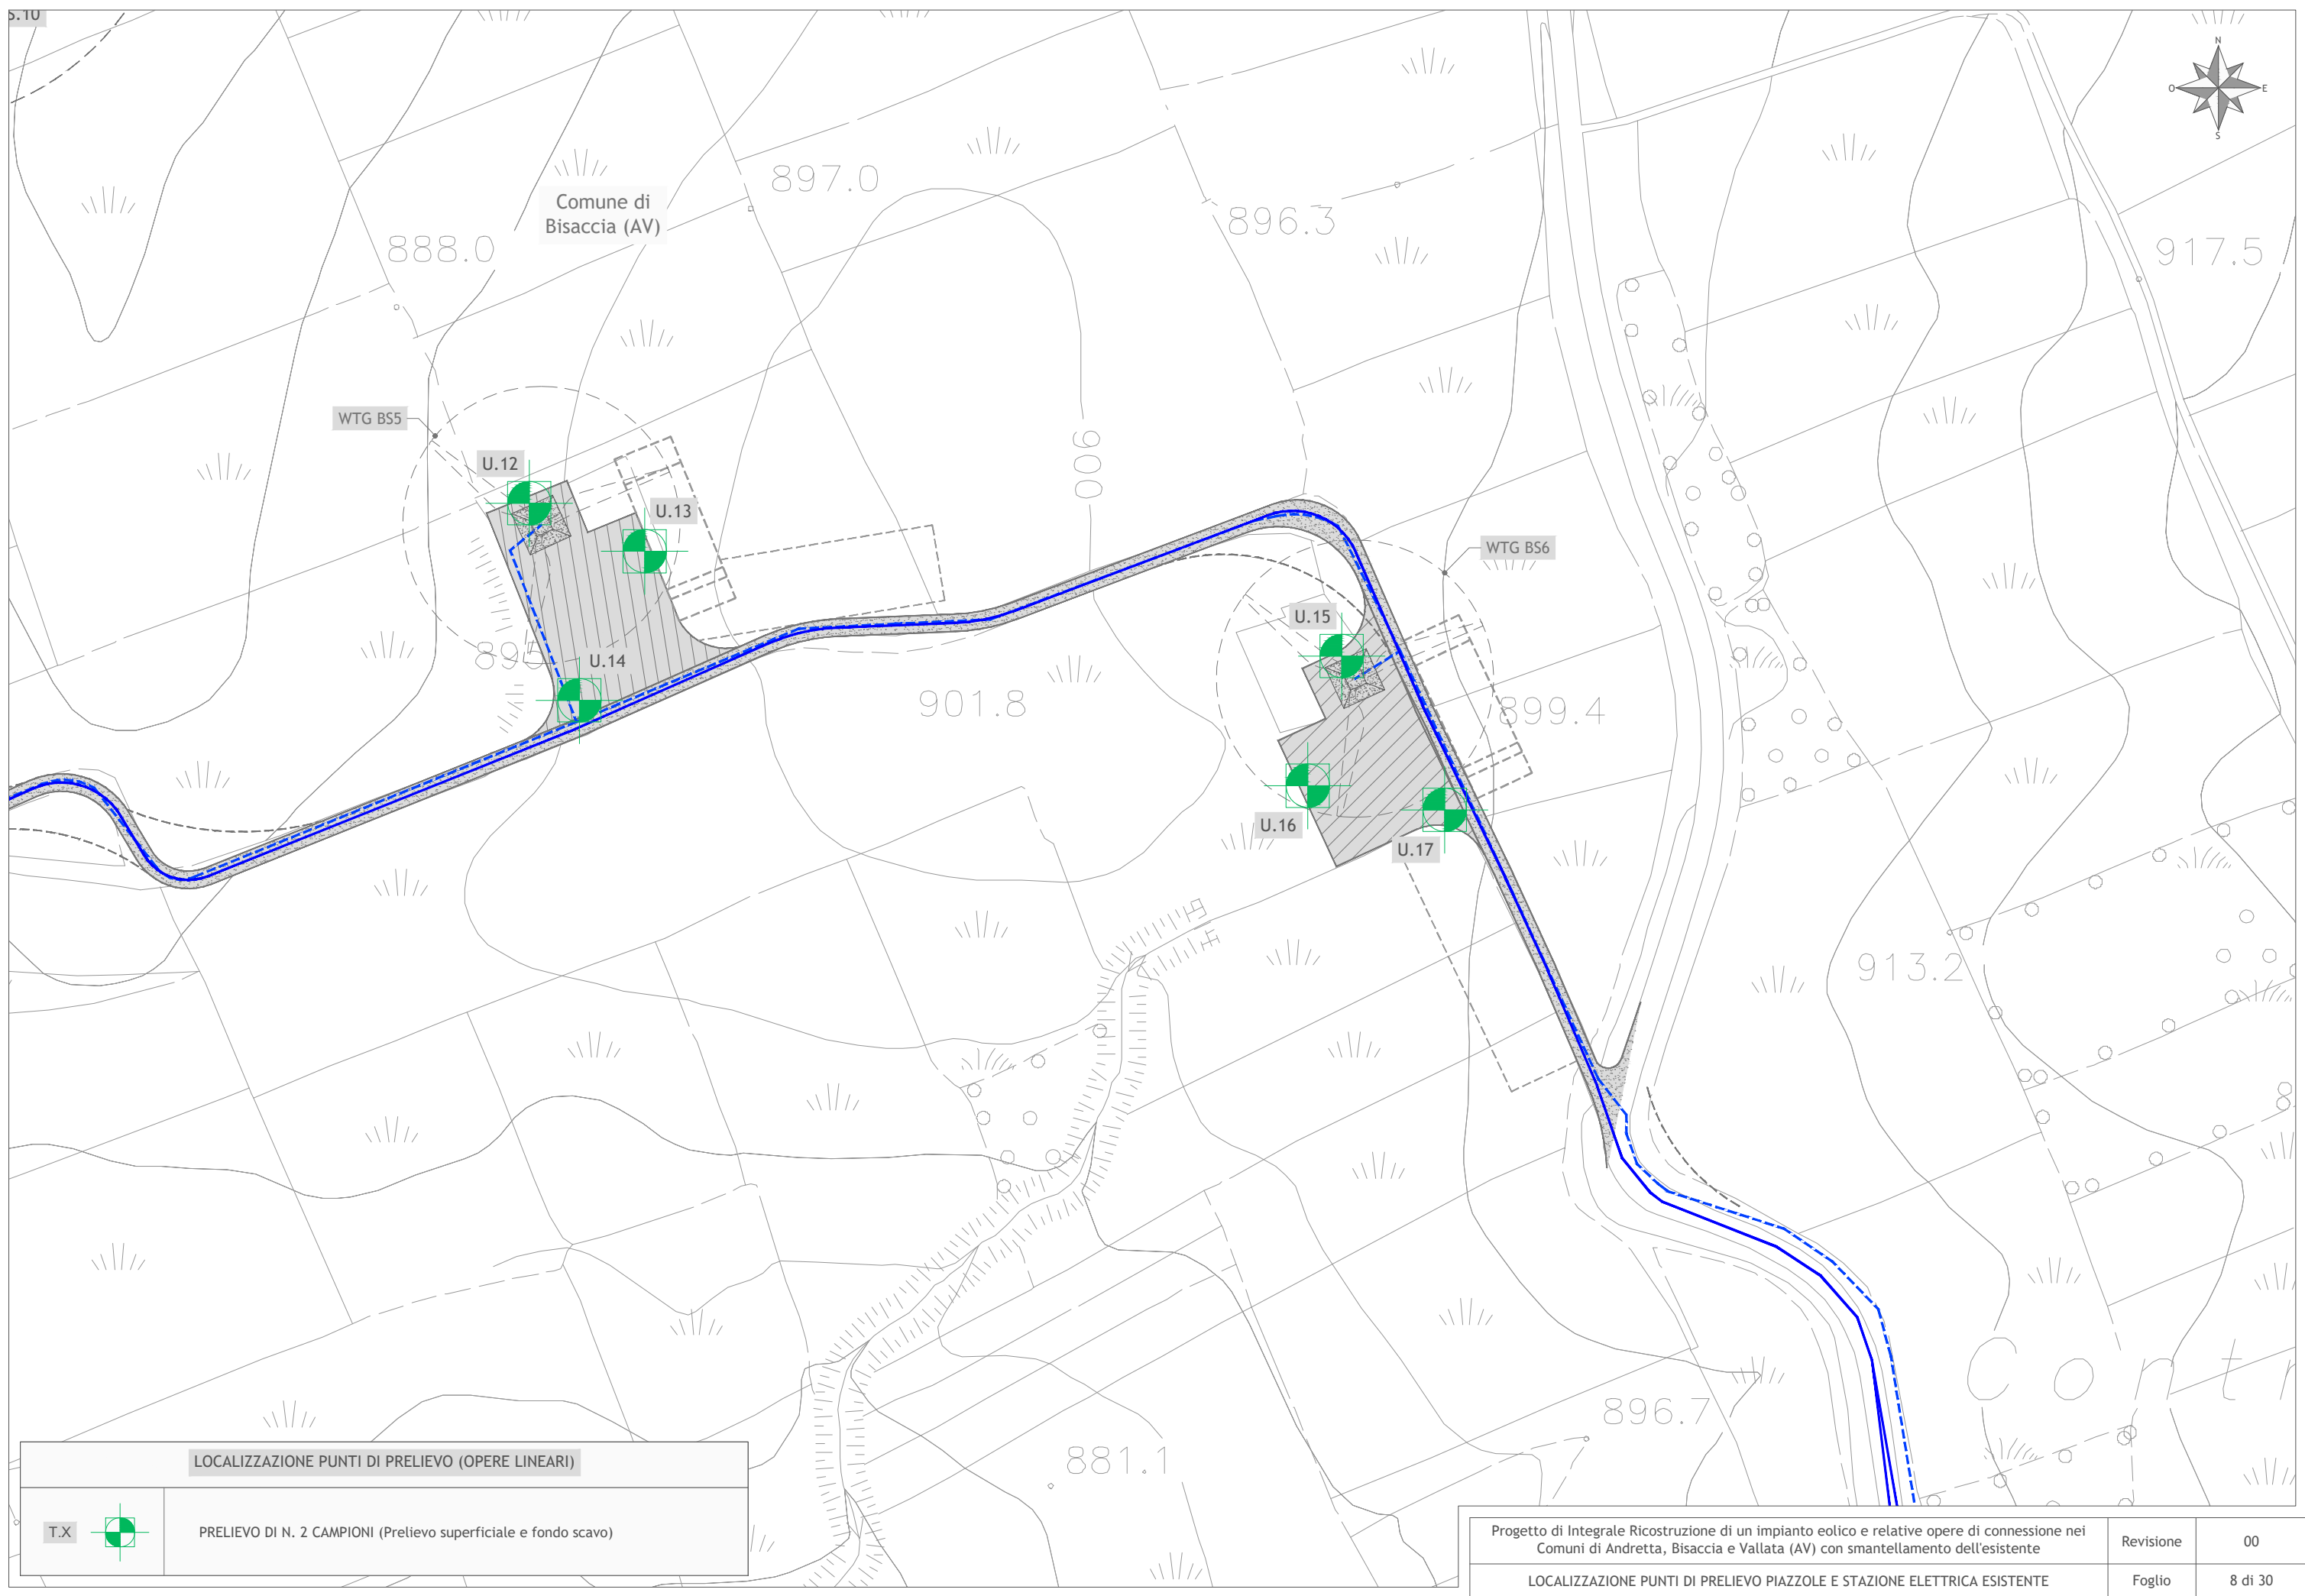 S.10
N
O
E
S
897.0
Comune di
Bisaccia (AV)
888.0
896.3
917.5
WTG BS5
900
U.12
U.13
WTG BS6
U.15
U.14
901.8
899.4
U.16
U.17
913.2
Cont
896.7
881.1
LOCALIZZAZIONE PUNTI DI PRELIEVO (OPERE LINEARI)
T.X
PRELIEVO DI N. 2 CAMPIONI (Prelievo superficiale e fondo scavo)
Progetto di Integrale Ricostruzione di un impianto eolico e relative opere di connessione nei
Comuni di Andretta, Bisaccia e Vallata (AV) con smantellamento dell'esistente
Revisione
00
LOCALIZZAZIONE PUNTI DI PRELIEVO PIAZZOLE E STAZIONE ELETTRICA ESISTENTE
Foglio
8 di 30